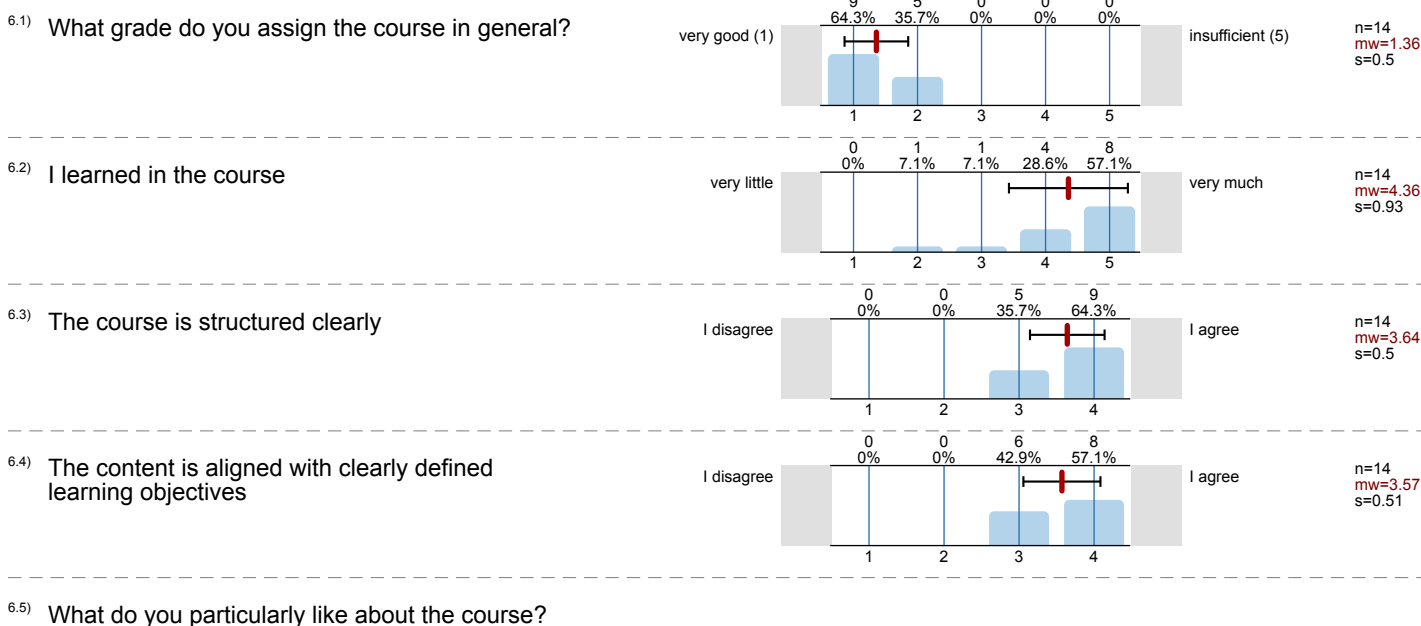 9 5 0 0 0
6.1) What grade do you assign the course in general? very good (1) 64.3% 35.7% 0% 0% 0% insufficient (5) n=14
mw=1.36
s=0.5
1 2 3 4 5
0 1 1 4 8
6.2) I learned in the course very little 0% 7.1% 7.1% 28.6% 57.1% very much n=14
mw=4.36
s=0.93
1 2 3 4 5
0 0 5 9
6.3) The course is structured clearly I disagree 0% 0% 35.7% 64.3% I agree n=14
mw=3.64
s=0.5
1 2 3 4
0 0 6 8
6.4) The content is aligned with clearly defined I disagree 0% 0% 42.9% 57.1% I agree n=14
learning objectives mw=3.57
s=0.51
1 2 3 4
6.5) What do you particularly like about the course?